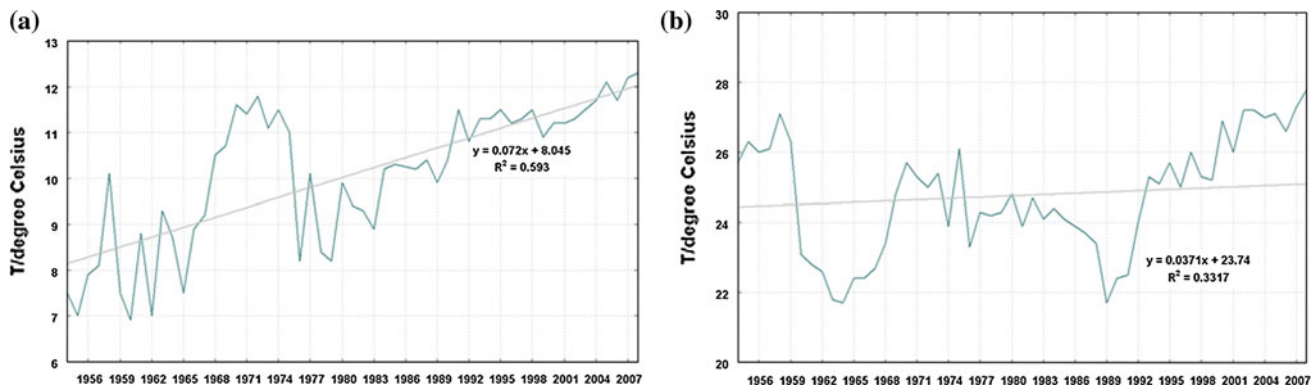 (a)
13
12
11
10
9
8
7
6
T/degree Celsius
y = 0.072x + 8.045
R² = 0.593
1956 1959 1962 1965 1968 1971 1974 1977 1980 1983 1986 1989 1992 1995 1998 2001 2004 2007
(b)
30
28
26
24
22
20
T/degree Celsius
y = 0.0371x + 23.74
R² = 0.3317
1956 1959 1962 1965 1968 1971 1974 1977 1980 1983 1986 1989 1992 1995 1998 2001 2004 2007